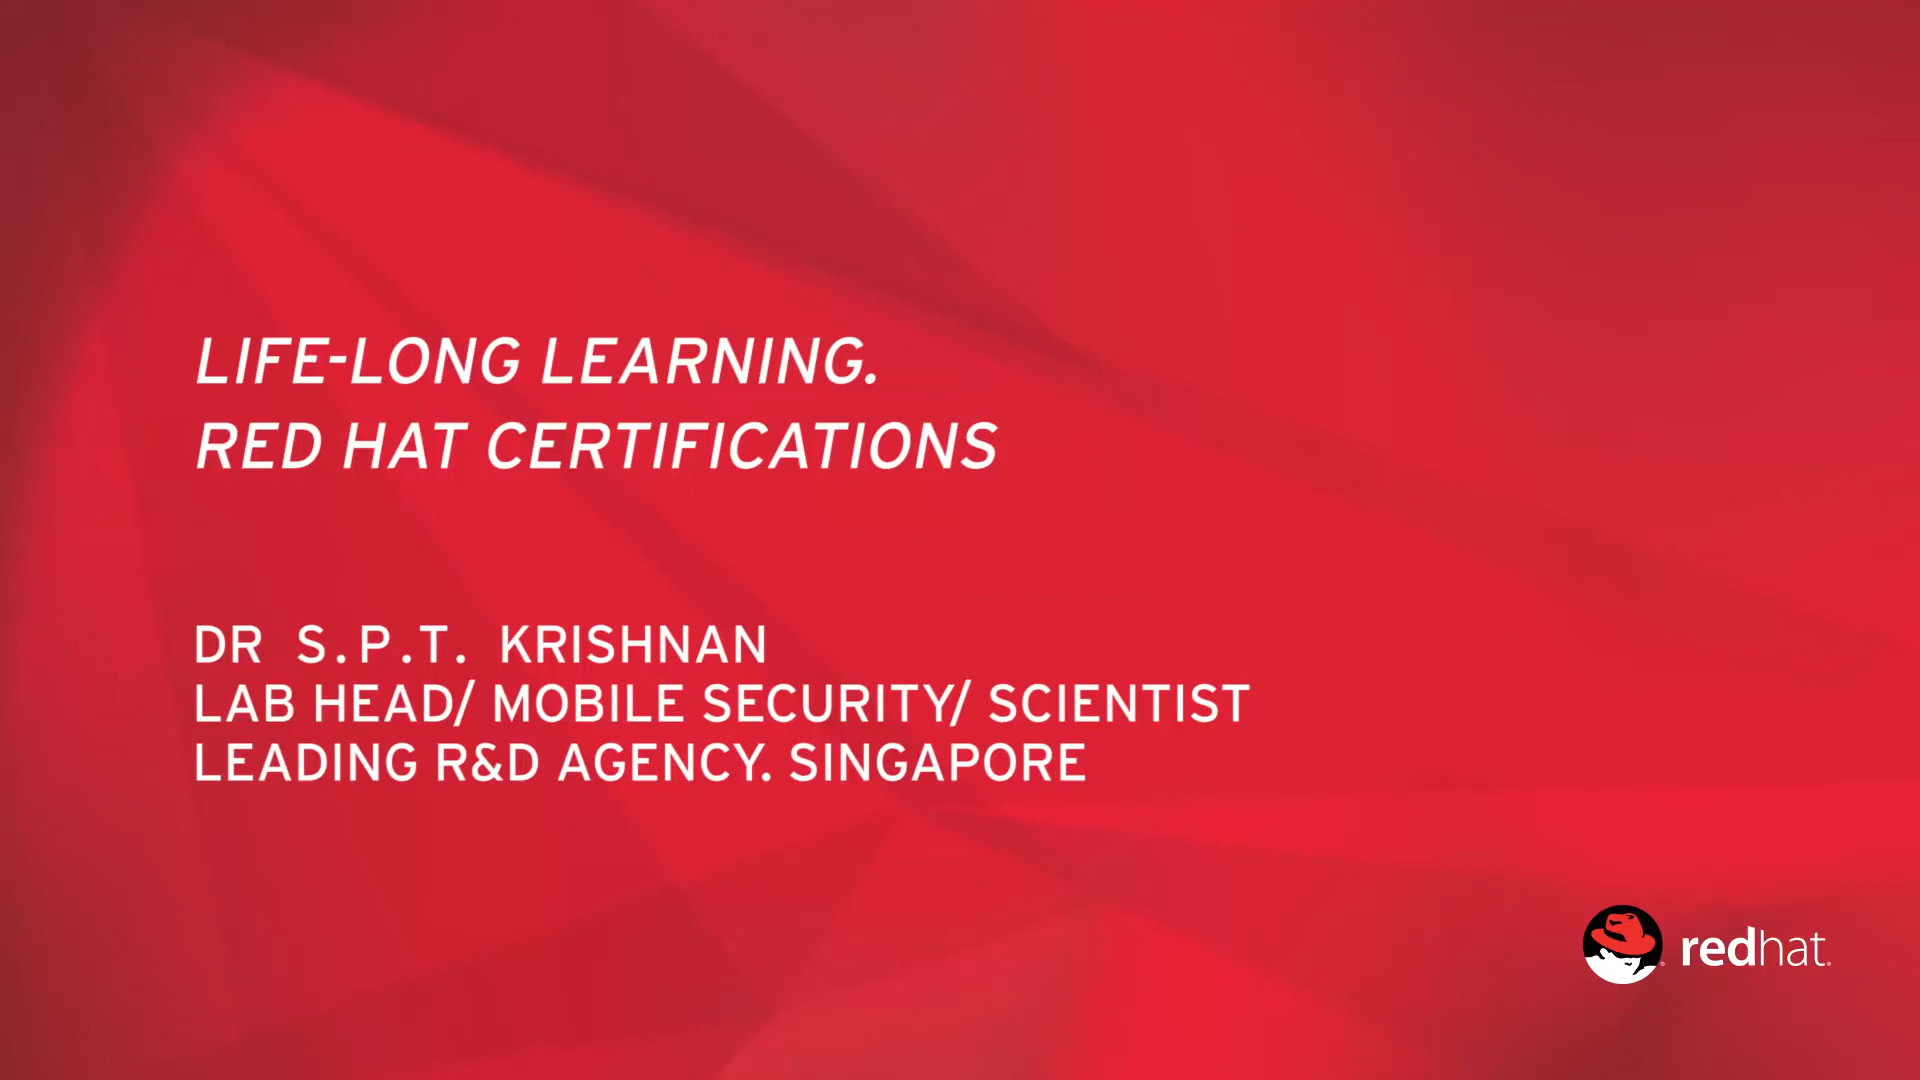 LIFE-LONG LEARNING.
RED HAT CERTIFICATIONS
DR S.P.T. KRISHNAN
LAB HEAD/ MOBILE SECURITY/ SCIENTIST
LEADING R&D AGENCY. SINGAPORE
redhat.